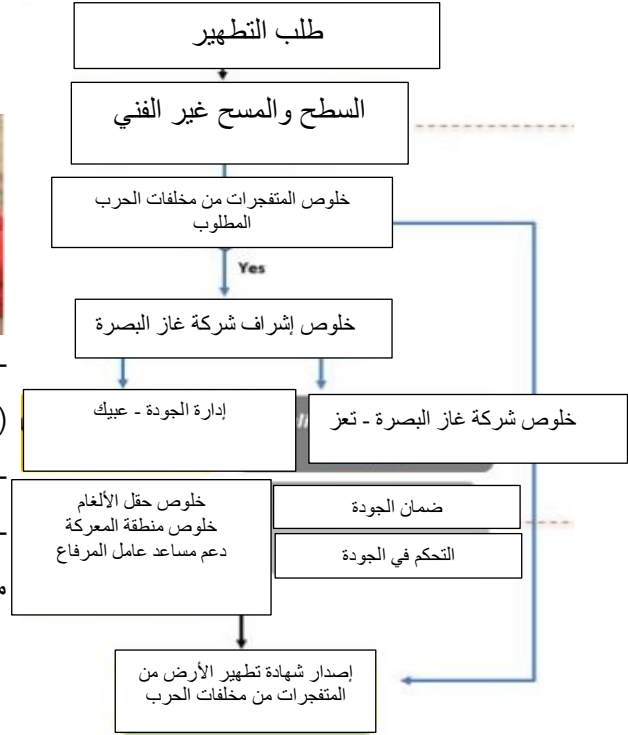 طلب التطهير
السطح والمسح غير الفني
خلوص المتفجرات من مخلفات الحرب
المطلوب
Yes
خلوص إشراف شركة غاز البصرة
إدارة الجودة - عبيك
خلوص شركة غاز البصرة - تعز
خلوص حقل الألغام
خلوص منطقة المعركة
دعم مساعد عامل المرفاع
ضمان الجودة
التحكم في الجودة
إصدار شهادة تطهير الأرض من
المتفجرات من مخلفات الحرب